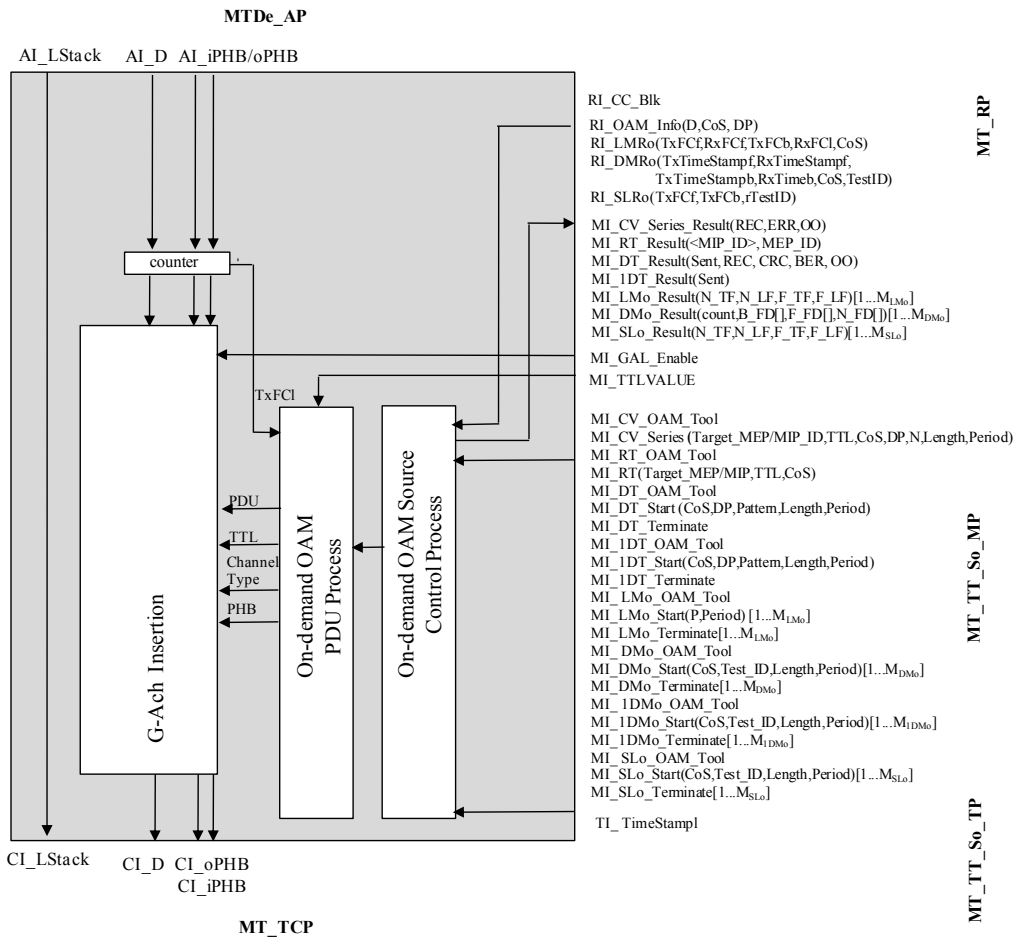 MTDe_AP
AI_LStack
AI_D
AI_iPHB/oPHB
RI_CC_Blk
RI_OAM_Info(D,CoS, DP)
RI_LMRo(TxFCf,RxFCf,TxFCb,RxFCl,CoS)
RI_DMRo(TxTimeStampf,RxTimeStampf,
TxTimeStampb,RxTimeb,CoS,TestID)
RI_SLRo(TxFCf,TxFCb,rTestID)
MT_RP
MI_CV_Series_Result(REC,ERR,OO)
MI_RT_Result(<MIP_ID>,MEP_ID)
MI_DT_Result(Sent, REC, CRC, BER, OO)
MI_1DT_Result(Sent)
MI_LMo_Result(N_TF,N_LF,F_TF,F_LF)[1...MLMo]
MI_DMo_Result(count,B_FD[],F_FD[],N_FD[])[1...MDMo]
MI_SLo_Result(N_TF,N_LF,F_TF,F_LF)[1...MSLo]
MI_GAL_Enable
MI_TTLVALUE
counter
TxFCl
PDU
TTL
Channel
Type
PHB
G-Ach Insertion
On-demand OAM
PDU Process
On-demand OAM Source
Control Process
MI_CV_OAM_Tool
MI_CV_Series (Target_MEP/MIP_ID,TTL,CoS,DP,N,Length,Period)
MI_RT_OAM_Tool
MI_RT(Target_MEP/MIP,TTL,CoS)
MI_DT_OAM_Tool
MI_DT_Start (CoS,DP,Pattern,Length,Period)
MI_DT_Terminate
MI_1DT_OAM_Tool
MI_1DT_Start(CoS,DP,Pattern,Length,Period)
MI_1DT_Terminate
MI_LMo_OAM_Tool
MI_LMo_Start(P,Period) [1...MLMo]
MI_LMo_Terminate[1...MLMo]
MI_DMo_OAM_Tool
MI_DMo_Start(CoS,Test_ID,Length,Period)[1...MDMo]
MI_DMo_Terminate[1...MDMo]
MI_ 1DMo_OAM_Tool
MI_1DMo_Start(CoS,Test_ID,Length,Period)[1...M1DMo]
MI_1DMo_Terminate[1...M1DMo]
MI_ SLo_OAM_Tool
MI_SLo_Start(CoS,Test_ID,Length,Period)[1...MSLo]
MI_SLo_Terminate[1...MSLo]
MT_TT_So_MP
TI_ TimeStampl
MT_TT_So_TP
CI_LStack
CI_D
CI_oPHB
CI_iPHB
MT_TCP